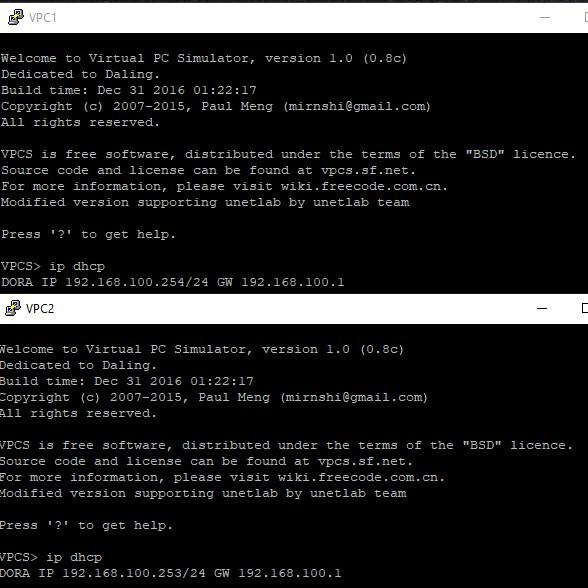 VPC1
Welcome to Virtual PC Simulator, version 1.0 (0.8c)
Dedicated to Daling.
Build time: Dec 31 2016 01:22:17
Copyright (c) 2007-2015, Paul Meng (mirnshi@gmail.com)
All rights reserved.
VPCS is free software, distributed under the terms of the "BSD" licence.
Source code and license can be found at vpcs.sf.net.
For more information, please visit wiki.freecode.com.cn.
Modified version supporting unetlab by unetlab team
Press '?' to get help.
VPCS> ip dhcp
DORA IP 192.168.100.254/24 GW 192.168.100.1
VPC2
Welcome to Virtual PC Simulator, version 1.0 (0.8c)
Dedicated to Daling.
Build time: Dec 31 2016 01:22:17
Copyright (c) 2007-2015, Paul Meng (mirnshi@gmail.com)
All rights reserved.
VPCS is free software, distributed under the terms of the "BSD" licence.
Source code and license can be found at vpcs.sf.net.
For more information, please visit wiki.freecode.com.cn.
Modified version supporting unetlab by unetlab team
Press '?' to get help.
VPCS> ip dhcp
DORA IP 192.168.100.253/24 GW 192.168.100.1